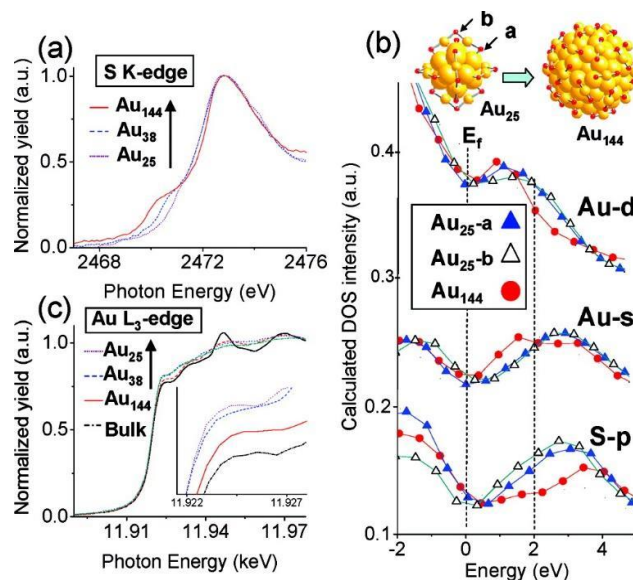 (a)
S K-edge
Au144
Au38
Au25
Normalized yield (a.u.)
1.0
0.5
0.0
2468
2472
2476
Photon Energy (eV)
(b)
b
a
Au25
Au144
Ef
Au-d
Au25-a
Au25-b
Au144
Au-s
S-p
Calculated DOS intensity (a.u.)
0.4
0.3
0.2
0.1
-2
0
2
4
Energy (eV)
(c)
Au L3-edge
Au25
Au38
Au144
Bulk
Normalized yield (a.u.)
1.0
0.5
0.0
11.922
11.927
11.91
11.94
11.97
Photon Energy (keV)